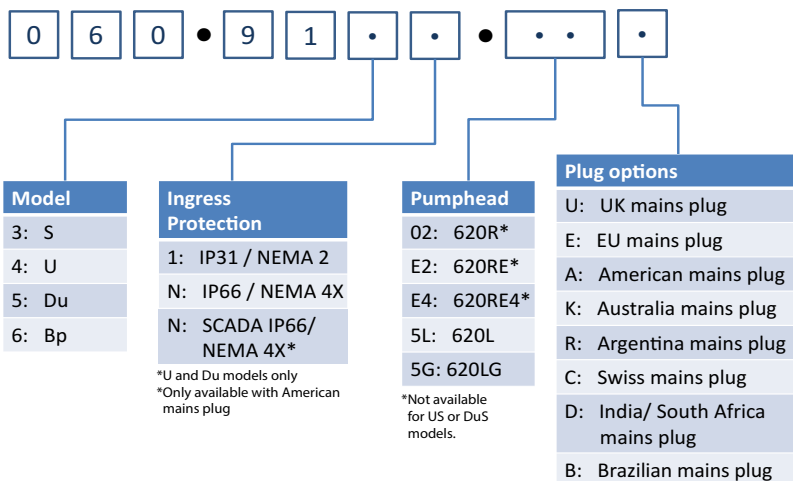 0 6 0 • 9 1 • • • • • •
Model
3: S
4: U
5: Du
6: Bp
Ingress
Protection
1: IP31 / NEMA 2
N: IP66 / NEMA 4X
N: SCADA IP66/
NEMA 4X*
*U and Du models only
*Only available with American
mains plug
Pumphead
02: 620R*
E2: 620RE*
E4: 620RE4*
5L: 620L
5G: 620LG
*Not available
for US or DuS
models.
Plug options
U: UK mains plug
E: EU mains plug
A: American mains plug
K: Australia mains plug
R: Argentina mains plug
C: Swiss mains plug
D: India/ South Africa
mains plug
B: Brazilian mains plug